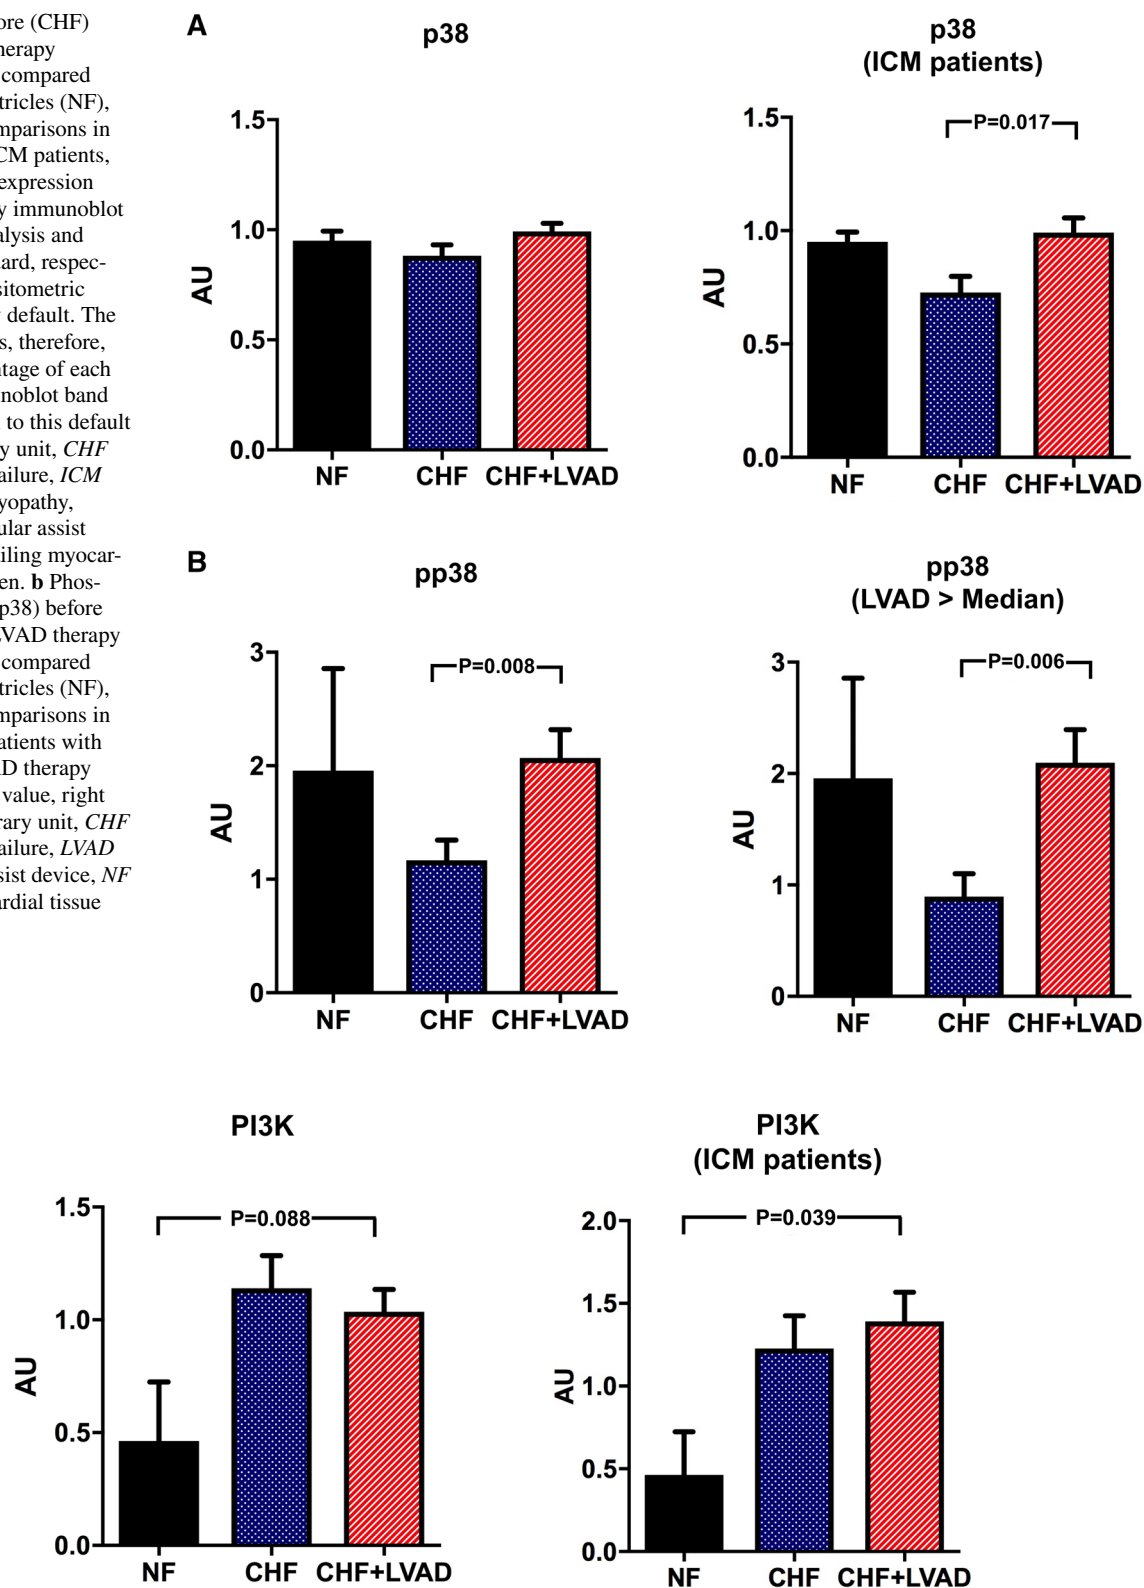 ore (CHF)
herapy
compared
tricles (NF),
mparisons in
CM patients,
expression
y immunoblot
alysis and
lard, respec-
sitometric
y default. The
s, therefore,
ntage of each
noblot band
to this default
y unit, CHF
ailure, ICM
yopathy,
ular assist
iling myocar-
en. b Phos-
p38) before
LVAD therapy
compared
tricles (NF),
mparisons in
atients with
AD therapy
value, right
rary unit, CHF
ailure, LVAD
sist device, NF
ardial tissue
A
p38
1.5
1.0
0.5
0.0
AU
NF CHF CHF+LVAD
p38
(ICM patients)
P=0.017
1.5
1.0
0.5
0.0
AU
NF CHF CHF+LVAD
B
pp38
P=0.008
3
2
1
0
AU
NF CHF CHF+LVAD
pp38
(LVAD > Median)
P=0.006
3
2
1
0
AU
NF CHF CHF+LVAD
PI3K
P=0.088
1.5
1.0
0.5
0.0
AU
NF CHF CHF+LVAD
PI3K
(ICM patients)
P=0.039
2.0
1.5
1.0
0.5
0.0
AU
NF CHF CHF+LVAD